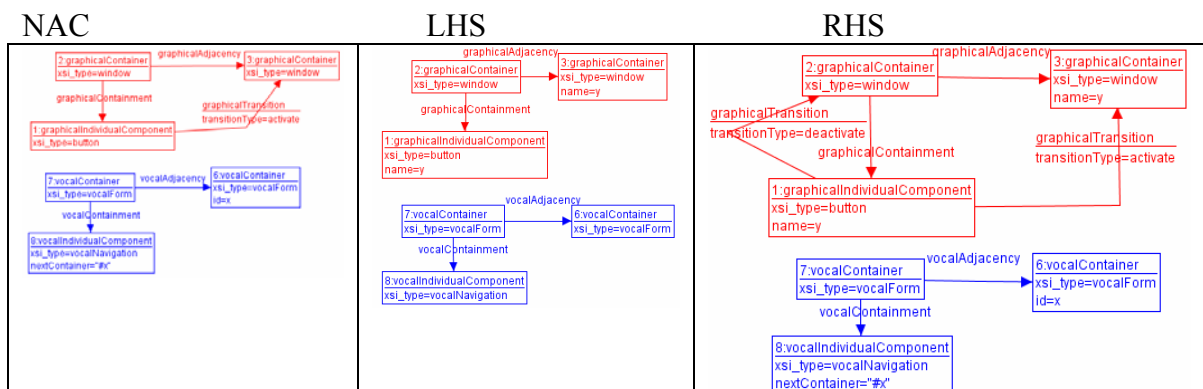 NAC
LHS
RHS
graphicalAdjacency
2:graphicalContainer
xsi_type=window
3:graphicalContainer
xsi_type=window
graphicalContainment
graphicalTransition
transitionType=activate
1:graphicalIndividualComponent
xsi_type=button
7:vocalContainer
xsi_type=vocalForm
vocalAdjacency
6:vocalContainer
xsi_type=vocalForm
id=x
vocalContainment
8:vocalIndividualComponent
xsi_type=vocalNavigation
nextContainer="#x"
graphicalAdjacency
2:graphicalContainer
xsi_type=window
3:graphicalContainer
xsi_type=window
name=y
graphicalContainment
1:graphicalIndividualComponent
xsi_type=button
name=y
vocalAdjacency
7:vocalContainer
xsi_type=vocalForm
6:vocalContainer
xsi_type=vocalForm
vocalContainment
8:vocalIndividualComponent
xsi_type=vocalNavigation
graphicalAdjacency
2:graphicalContainer
xsi_type=window
3:graphicalContainer
xsi_type=window
name=y
graphicalTransition
transitionType=deactivate
graphicalContainment
graphicalTransition
transitionType=activate
1:graphicalIndividualComponent
xsi_type=button
name=y
vocalAdjacency
7:vocalContainer
xsi_type=vocalForm
6:vocalContainer
xsi_type=vocalForm
id=x
vocalContainment
8:vocalIndividualComponent
xsi_type=vocalNavigation
nextContainer="#x"